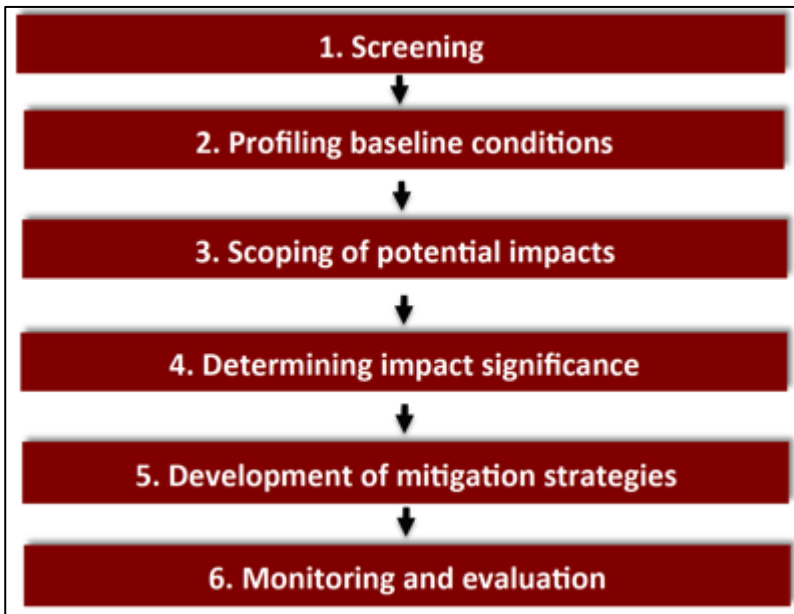 1. Screening
2. Profiling baseline conditions
3. Scoping of potential impacts
4. Determining impact significance
5. Development of mitigation strategies
6. Monitoring and evaluation